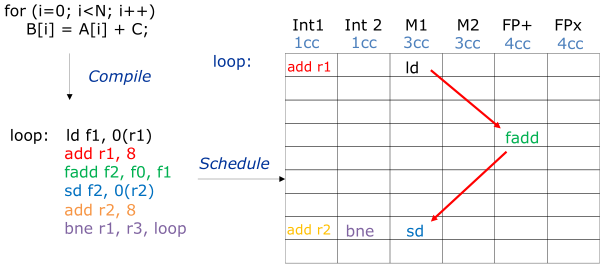 for (i=0; i<N; i++)
B[i] = A[i] + C;
Compile
loop: ld f1, 0(r1)
add r1, 8
fadd f2, f0, f1
sd f2, 0(r2)
add r2, 8
bne r1, r3, loop
Schedule
Int1 Int 2 M1 M2 FP+ FPx
1cc 1cc 3cc 3cc 4cc 4cc
loop: add r1 ld
fadd
add r2 bne sd